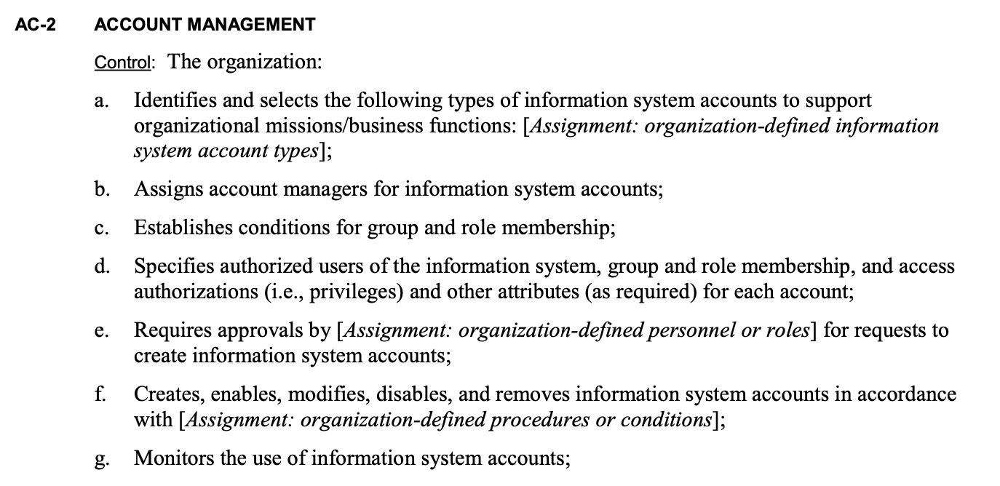 AC-2 ACCOUNT MANAGEMENT
Control: The organization:
a. Identifies and selects the following types of information system accounts to support
organizational missions/business functions: [Assignment: organization-defined information
system account types];
b. Assigns account managers for information system accounts;
c. Establishes conditions for group and role membership;
d. Specifies authorized users of the information system, group and role membership, and access
authorizations (i.e., privileges) and other attributes (as required) for each account;
e. Requires approvals by [Assignment: organization-defined personnel or roles] for requests to
create information system accounts;
f. Creates, enables, modifies, disables, and removes information system accounts in accordance
with [Assignment: organization-defined procedures or conditions];
g. Monitors the use of information system accounts;